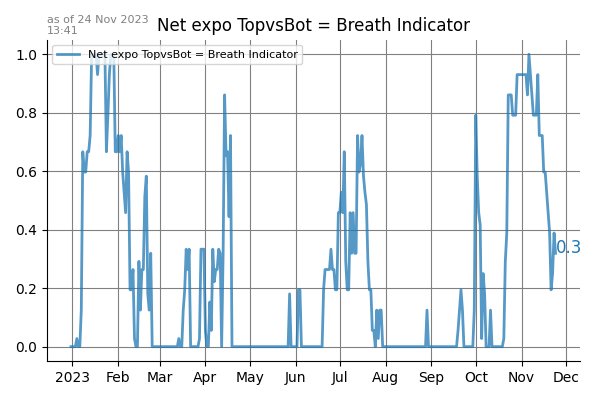 as of 24 Nov 2023
13:41
Net expo TopvsBot = Breath Indicator
Net expo TopvsBot = Breath Indicator
1.0
0.8
0.6
0.4
0.3
0.2
0.0
2023 Feb Mar Apr May Jun Jul Aug Sep Oct Nov Dec